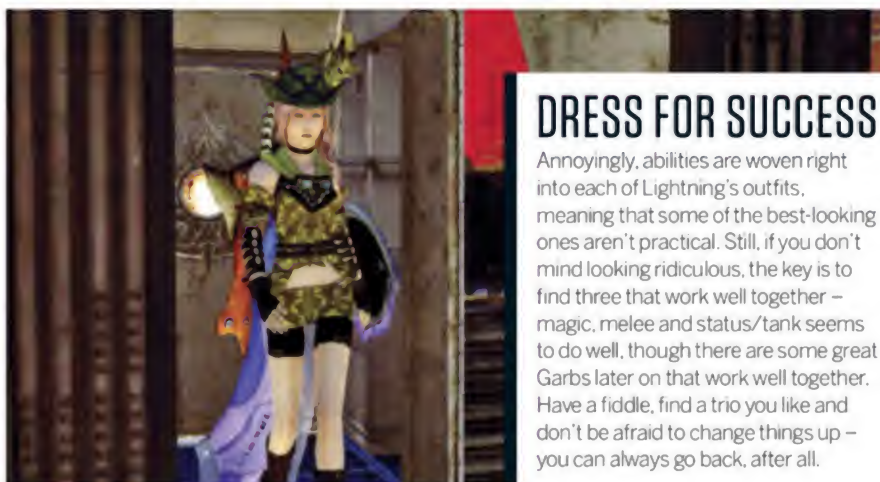 DRESS FOR SUCCESS
Annoyingly, abilities are woven right
into each of Lightning's outfits,
meaning that some of the best-looking
ones aren't practical. Still, if you don't
mind looking ridiculous, the key is to
find three that work well together –
magic, melee and status/tank seems
to do well, though there are some great
Garbs later on that work well together.
Have a fiddle, find a trio you like and
don't be afraid to change things up –
you can always go back, after all.